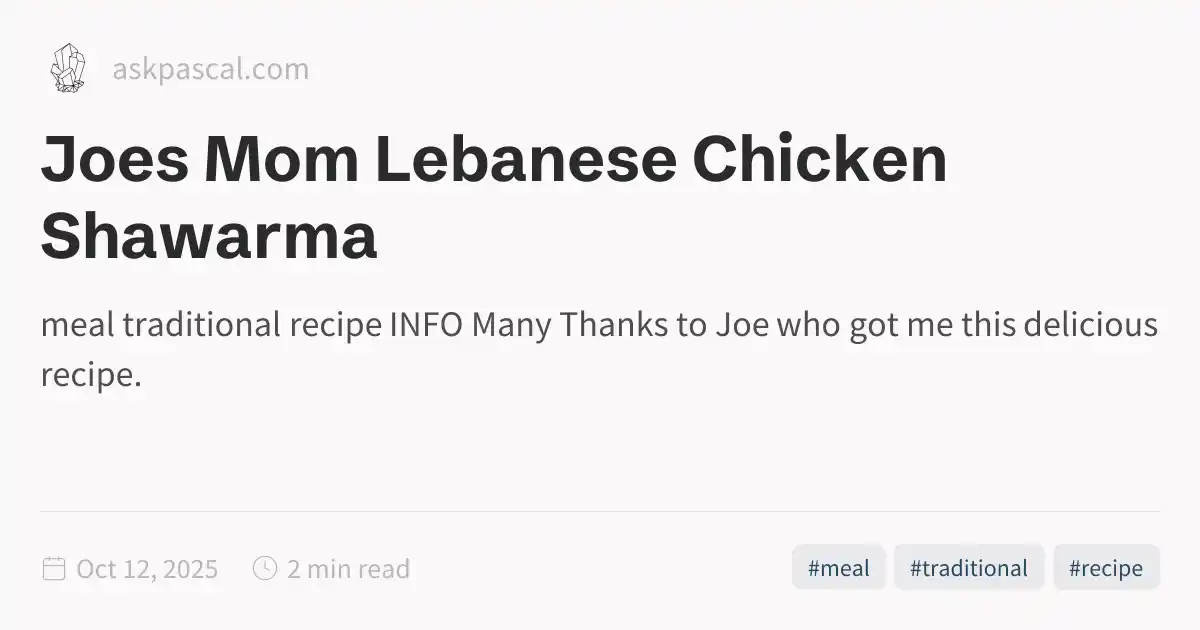 askpascal.com
Joes Mom Lebanese Chicken
Shawarma
meal traditional recipe INFO Many Thanks to Joe who got me this delicious
recipe.
Oct 12, 2025 2 min read #meal #traditional #recipe